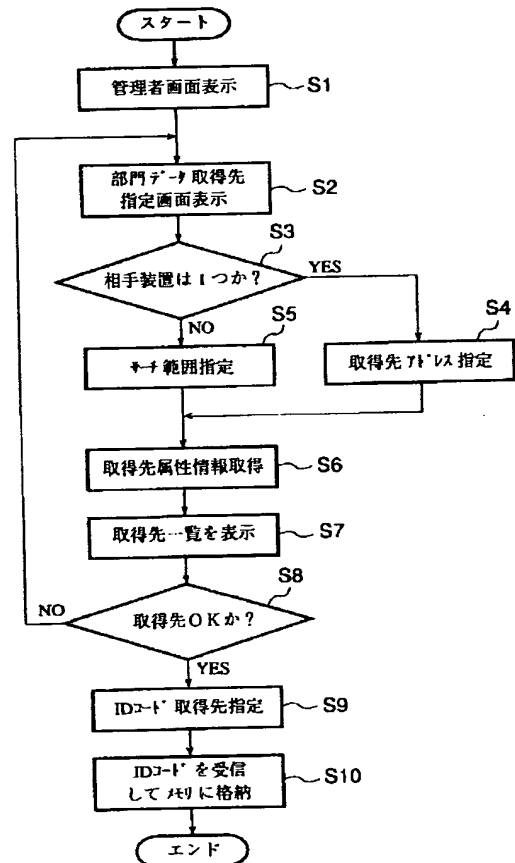 スタート
管理者画面表示
S1
部門データ取得先
指定画面表示
S2
S3
相手装置は1つか?
YES
NO
S5
S4
サーチ範囲指定
取得先アドレス指定
取得先属性情報取得
S6
取得先一覧を表示
S7
S8
NO
取得先OKか?
YES
IDコード取得先指定
S9
IDコードを受信
してメモリに格納
S10
エンド